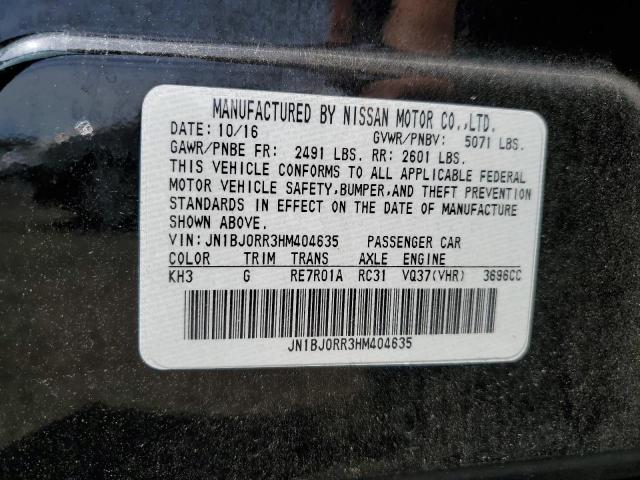 MANUFACTURED BY NISSAN MOTOR CO.,LTD.
DATE: 10/16 GVWR/PNBV: 5071 LBS.
GAWR/PNBE FR: 2491 LBS. RR: 2601 LBS.
THIS VEHICLE CONFORMS TO ALL APPLICABLE FEDERAL
MOTOR VEHICLE SAFETY,BUMPER,AND THEFT PREVENTION
STANDARDS IN EFFECT ON THE DATE OF MANUFACTURE
SHOWN ABOVE.
VIN:JN1BJ0RR3HM404635 PASSENGER CAR
COLOR TRIM TRANS AXLE ENGINE
KH3 G RE7R01A RC31 VQ37(VHR) 3696CC
JN1BJ0RR3HM404635